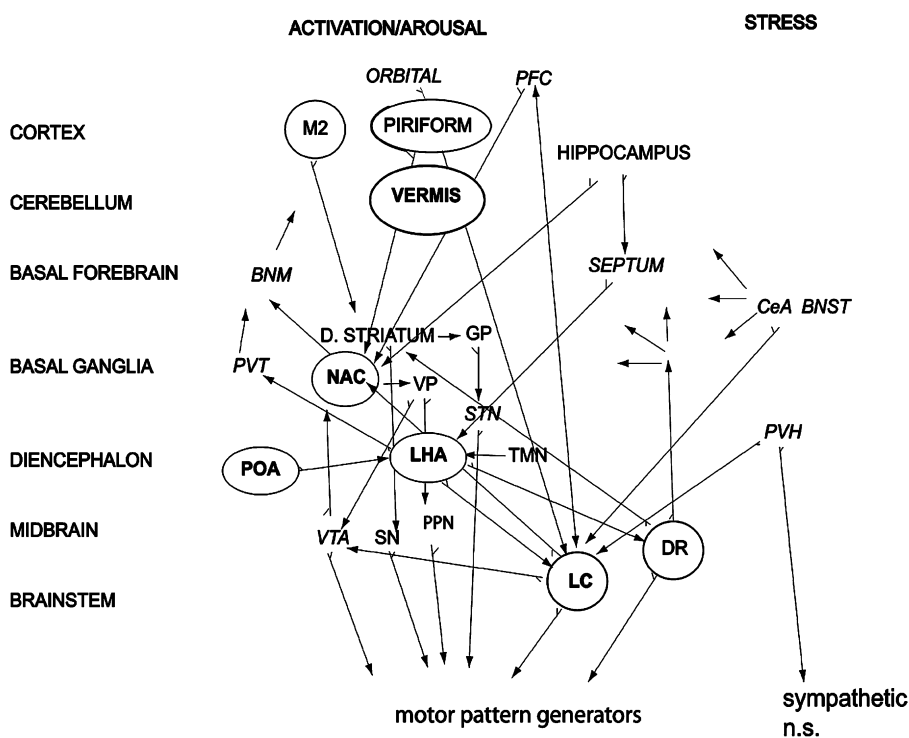 ACTIVATION/AROUSAL
STRESS
ORBITAL
PFC
CORTEX
M2
PIRIFORM
HIPPOCAMPUS
CEREBELLUM
VERMIS
BASAL FOREBRAIN
BNM
SEPTUM
CeA BNST
D. STRIATUM
GP
BASAL GANGLIA
PVT
NAC
VP
STN
PVH
DIENCEPHALON
POA
LHA
TMN
MIDBRAIN
VTA
SN
PPN
DR
LC
BRAINSTEM
motor pattern generators
sympathetic
n.s.